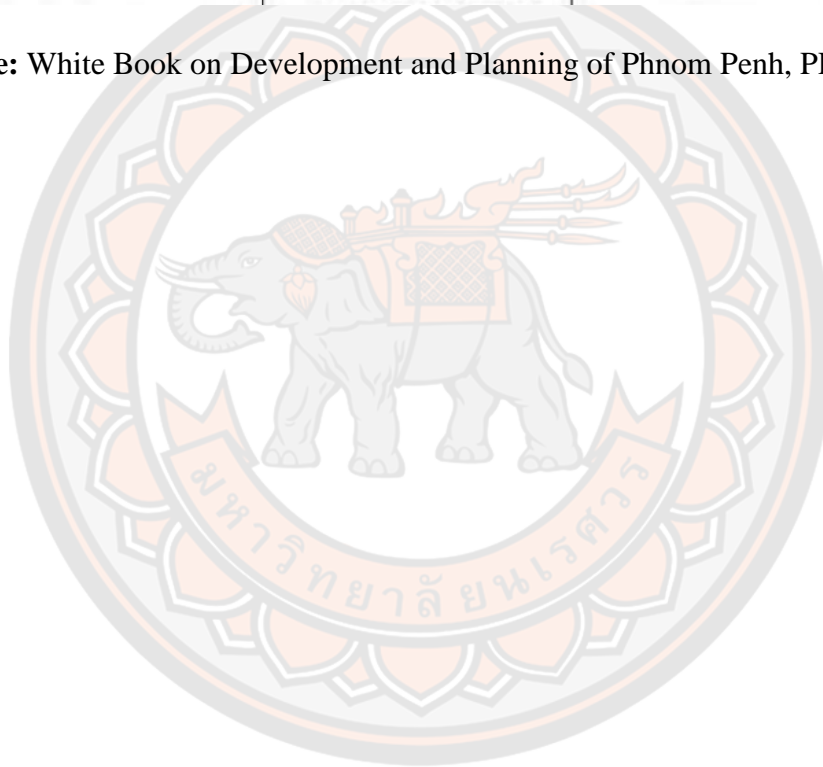 e: White Book on Development and Planning of Phnom Penh,
มหาวิทยาลัยนเรศวร